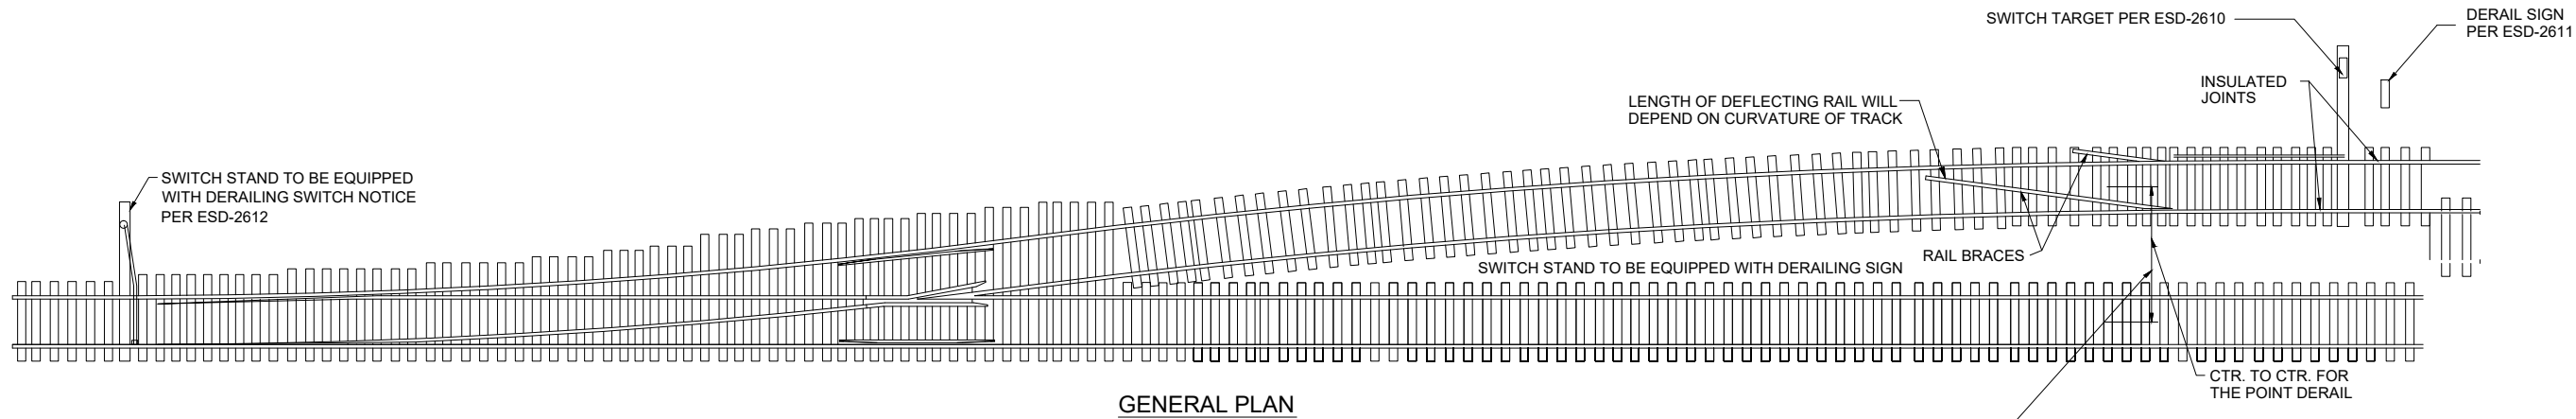 SWITCH TARGET PER ESD-2610
DERAIL SIGN
PER ESD-2611
INSULATED
JOINTS
LENGTH OF DEFLECTING RAIL WILL
DEPEND ON CURVATURE OF TRACK
SWITCH STAND TO BE EQUIPPED
WITH DERAILING SWITCH NOTICE
PER ESD-2612
RAIL BRACES
SWITCH STAND TO BE EQUIPPED WITH DERAILING SIGN
CTR. TO CTR. FOR
THE POINT DERAIL
GENERAL PLAN